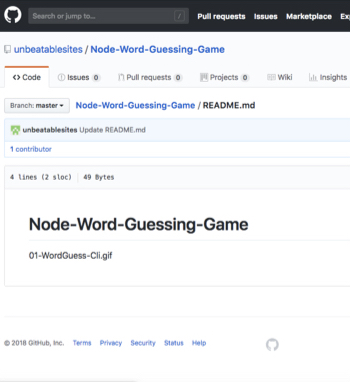 Search or jump to... / Pull requests Issues Marketplace Ex
unbeatablesites / Node-Word-Guessing-Game
Code Issues 0 Pull requests 0 Projects 0 Wiki Insights
Branch: master Node-Word-Guessing-Game / README.md
unbeatablesites Update README.md
1 contributor
4 lines (2 sloc) 49 Bytes
Node-Word-Guessing-Game
01-WordGuess-Cli.gif
© 2018 GitHub, Inc. Terms Privacy Security Status Help